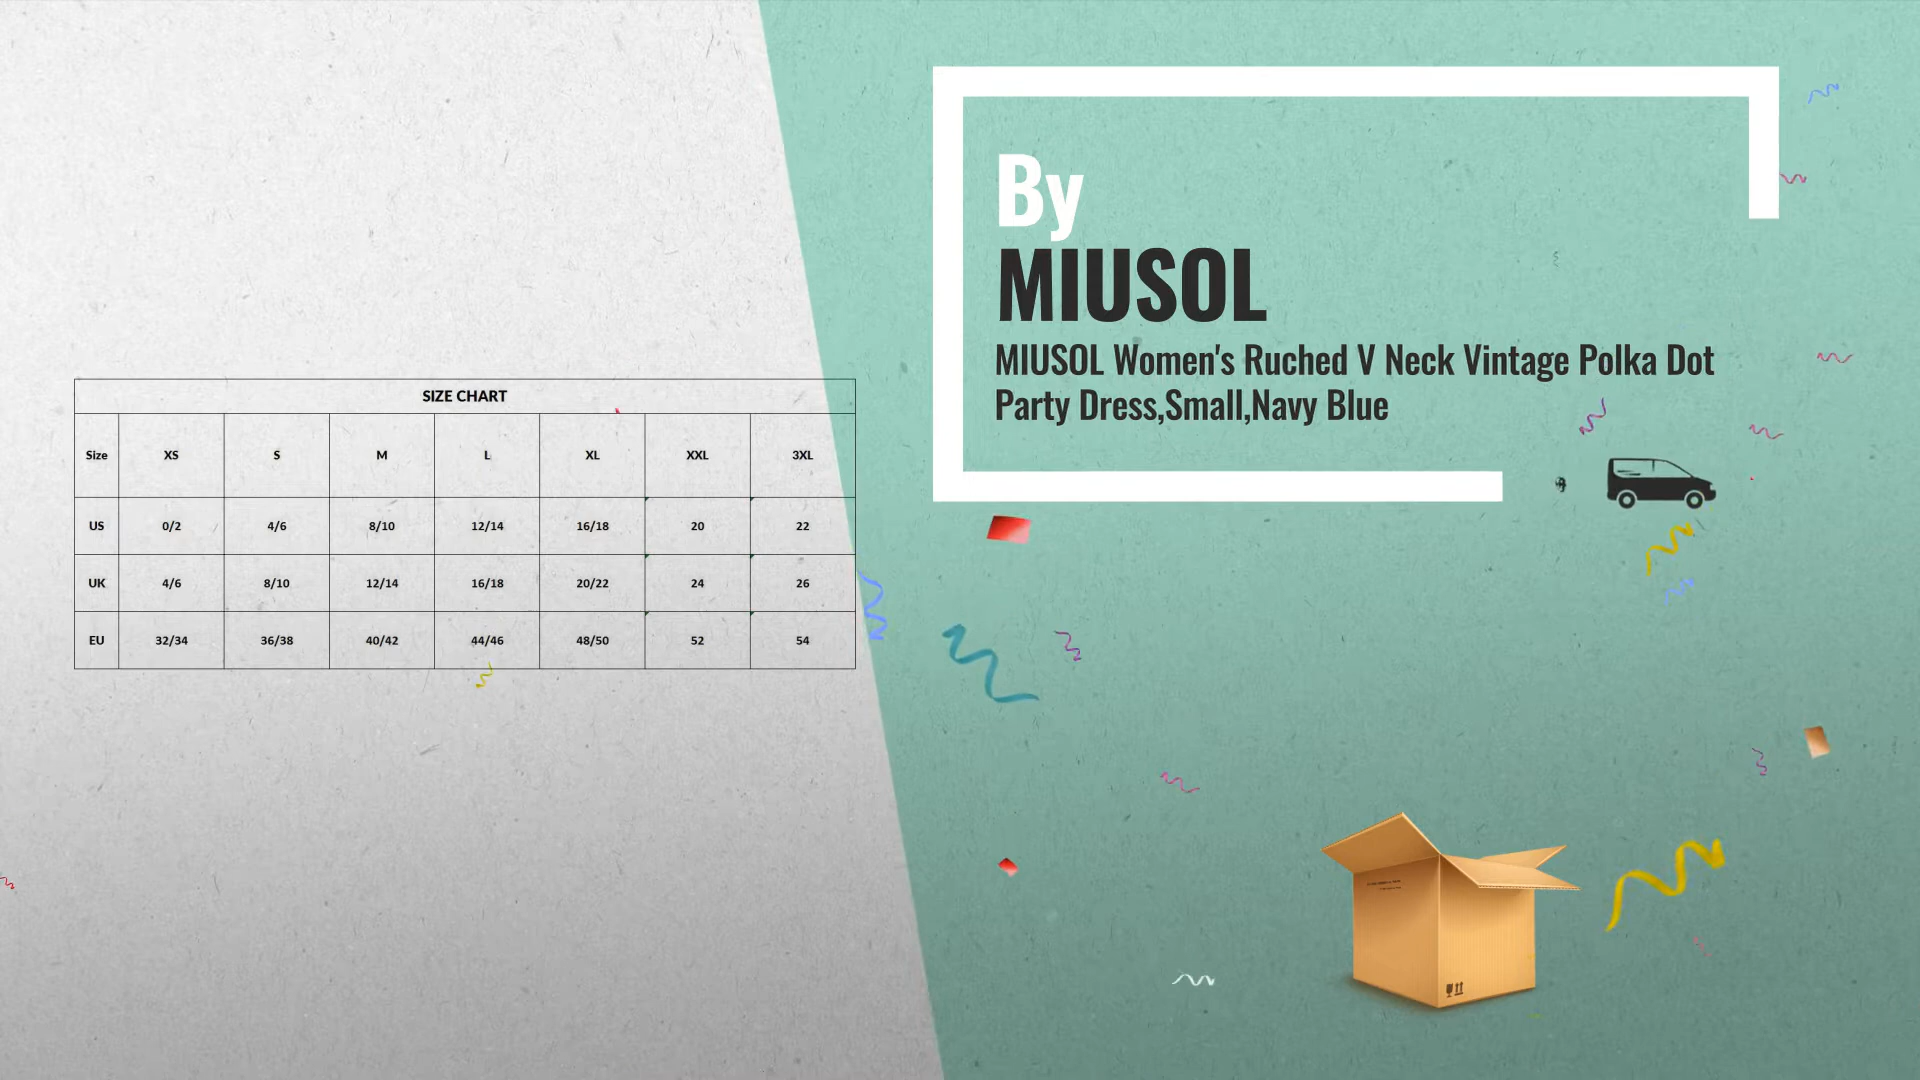 SIZE CHART
Size XS S M L XL XXL 3XL
US 0/2 4/6 8/10 12/14 16/18 20 22
UK 4/6 8/10 12/14 16/18 20/22 24 26
EU 32/34 36/38 40/42 44/46 48/50 52 54
By
MIUSOL
MIUSOL Women's Ruched V Neck Vintage Polka Dot
Party Dress,Small,Navy Blue